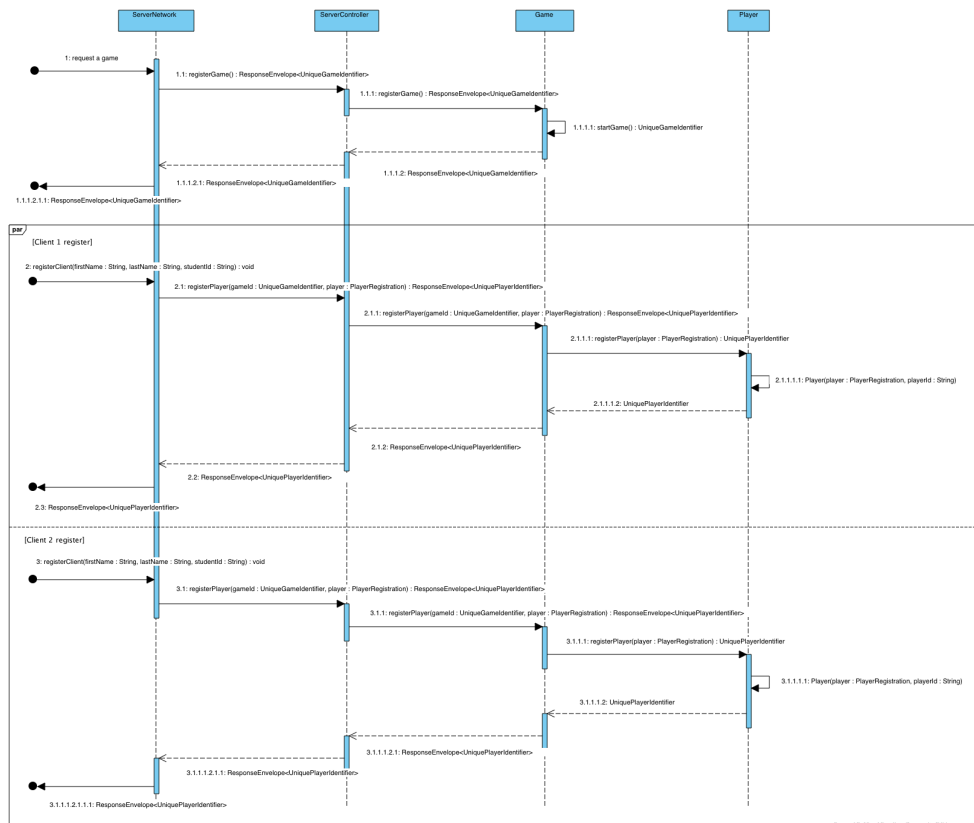 ServerNetwork
ServerController
Game
Player
1: request a game
1.1: registerGame() : ResponseEnvelope<UniqueGameIdentifier>
1.1.1: registerGame() : ResponseEnvelope<UniqueGameIdentifier>
1.1.1.1: startGame() : UniqueGameIdentifier
1.1.1.2: ResponseEnvelope<UniqueGameIdentifier>
1.1.1.2.1: ResponseEnvelope<UniqueGameIdentifier>
1.1.1.2.1.1: ResponseEnvelope<UniqueGameIdentifier>
par
[Client 1 register]
2: registerClient(firstName : String, lastName : String, studentId : String) : void
2.1: registerPlayer(gameId : UniqueGameIdentifier, player : PlayerRegistration) : ResponseEnvelope<UniquePlayerIdentifier>
2.1.1: registerPlayer(gameId : UniqueGameIdentifier, player : PlayerRegistration) : ResponseEnvelope<UniquePlayerIdentifier>
2.1.1.1: registerPlayer(player : PlayerRegistration) : UniquePlayerIdentifier
2.1.1.1.1: Player(player : PlayerRegistration, playerId : String)
2.1.1.1.2: UniquePlayerIdentifier
2.1.2: ResponseEnvelope<UniquePlayerIdentifier>
2.2: ResponseEnvelope<UniquePlayerIdentifier>
2.3: ResponseEnvelope<UniquePlayerIdentifier>
[Client 2 register]
3: registerClient(firstName : String, lastName : String, studentId : String) : void
3.1: registerPlayer(gameId : UniqueGameIdentifier, player : PlayerRegistration) : ResponseEnvelope<UniquePlayerIdentifier>
3.1.1: registerPlayer(gameId : UniqueGameIdentifier, player : PlayerRegistration) : ResponseEnvelope<UniquePlayerIdentifier>
3.1.1.1: registerPlayer(player : PlayerRegistration) : UniquePlayerIdentifier
3.1.1.1.1: Player(player : PlayerRegistration, playerId : String)
3.1.1.1.2: UniquePlayerIdentifier
3.1.1.1.2.1: ResponseEnvelope<UniquePlayerIdentifier>
3.1.1.1.2.1.1: ResponseEnvelope<UniquePlayerIdentifier>
3.1.1.1.2.1.1.1: ResponseEnvelope<UniquePlayerIdentifier>